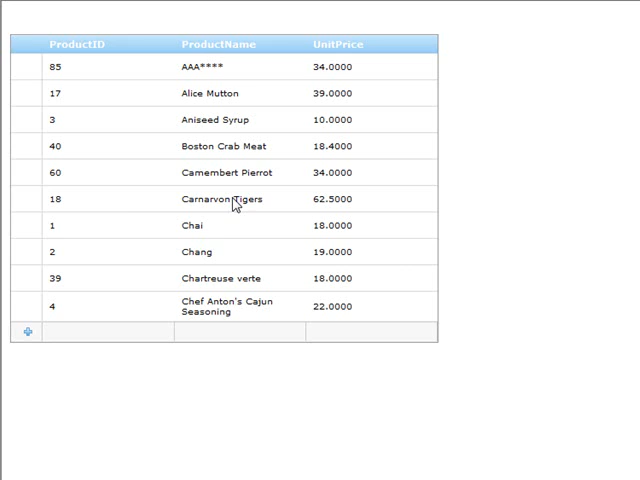 ProductID ProductName UnitPrice
85 AAA**** 34.0000
17 Alice Mutton 39.0000
3 Aniseed Syrup 10.0000
40 Boston Crab Meat 18.4000
60 Camembert Pierrot 34.0000
18 Carnarvon Tigers 62.5000
1 Chai 18.0000
2 Chang 19.0000
39 Chartreuse verte 18.0000
4 Chef Anton's Cajun 22.0000
Seasoning